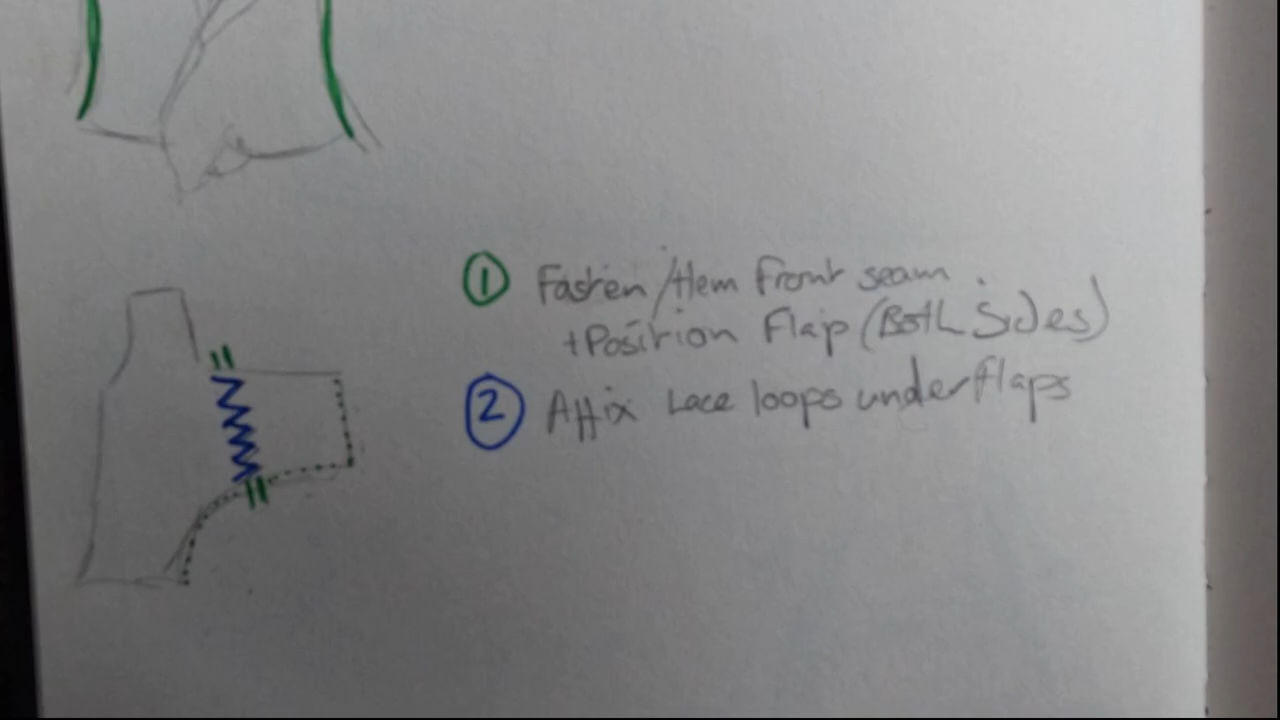 ① Fasten/Hem front seam
+Position Flap (Both Sides)
② Affix Lace loops under flaps